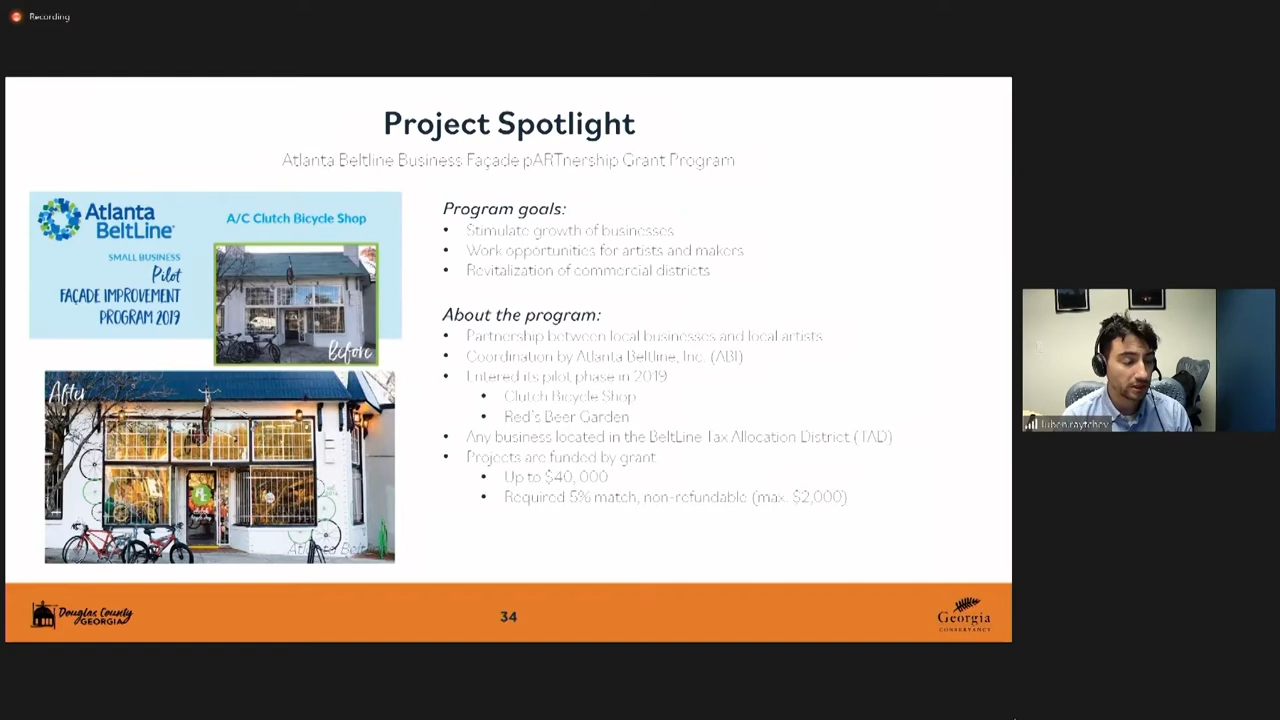 Recording
Project Spotlight
Atlanta Beltline Business Façade pARTnership Grant Program
Atlanta
BeltLine
SMALL BUSINESS
Pilot
FAÇADE IMPROVEMENT
PROGRAM 2019
A/C Clutch Bicycle Shop
Before
After
Program goals:
• Stimulate growth of businesses
• Work opportunities for artists and makers
• Revitalization of commercial districts
About the program:
• Partnership between local businesses and local artists
• Coordination by Atlanta Beltline, Inc. (ABI)
• Entered its pilot phase in 2019
• Clutch Bicycle Shop
• Red's Beer Garden
• Any business located in the BeltLine Tax Allocation District (TAD)
• Projects are funded by grant
• Up to $40,000
• Required 5% match, non-refundable (max. $2,000)
Douglas County
GEORGIA
34
Georgia
CONSERVANCY
luben.raytchev